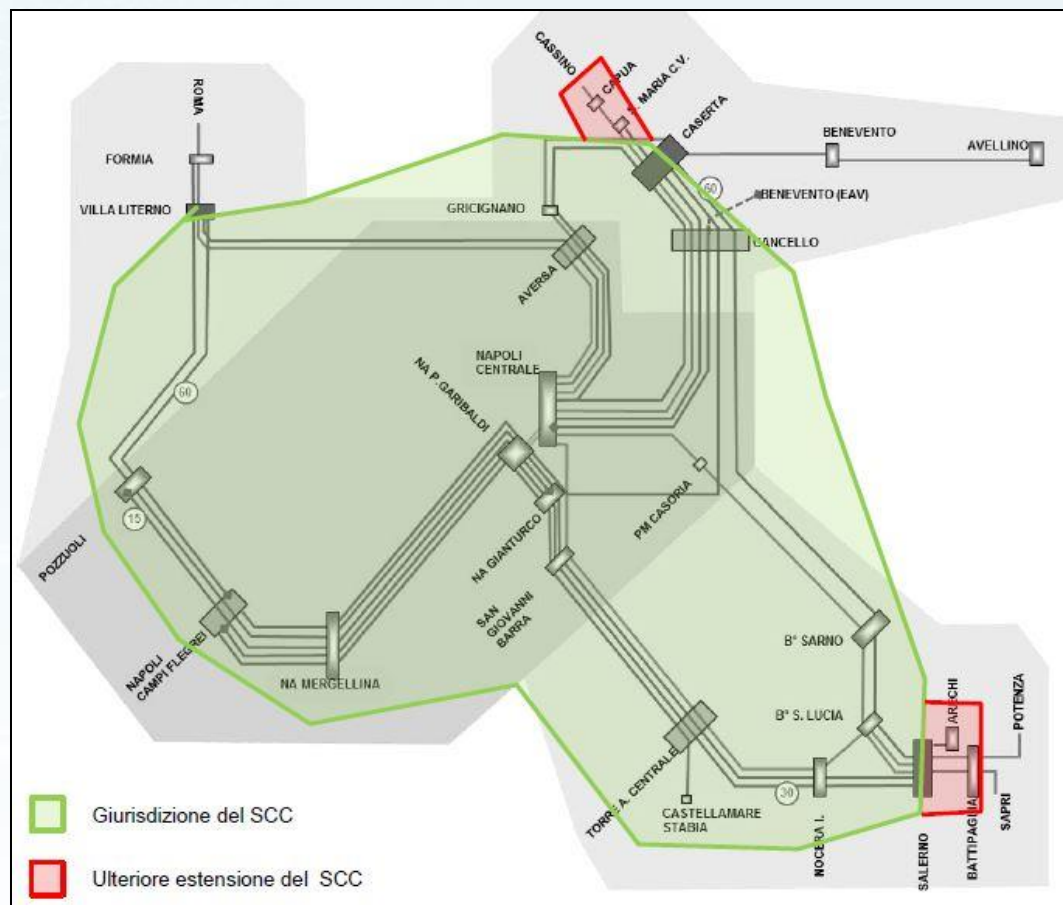 ROMA
FORMIA
VILLA LITERNO
CASSINO
CAPUA
MARIA C.V.
CASERTA
BENEVENTO
AVELLINO
60
BENEVENTO (EAV)
GRICIGNANO
CANCELLO
AVERSA
NAPOLI
CENTRALE
NA P. GARIBALDI
60
15
POZZUOLI
PM CASORIA
NA GIANTURCO
SAN
GIOVANNI
BARRA
NAPOLI
CAMPI FLEGREI
NA MERGELLINA
B° SARNO
B° S. LUCIA
ARECHI
POTENZA
TORRE A. CENTRALE
CASTELLAMARE
STABIA
30
NOCERA I.
SALERNO
BATTIPAGLIA
SAPRI
Giurisdizione del SCC
Ulteriore estensione del SCC